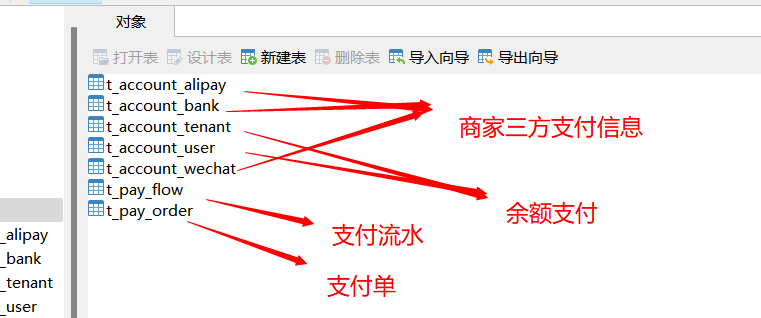 对象
打开表 设计表 新建表 删除表 导入向导 导出向导
t_account_alipay
t_account_bank
t_account_tenant
t_account_user
t_account_wechat
t_pay_flow
t_pay_order
商家三方支付信息
余额支付
支付流水
支付单
_alipay
_bank
_tenant
_user